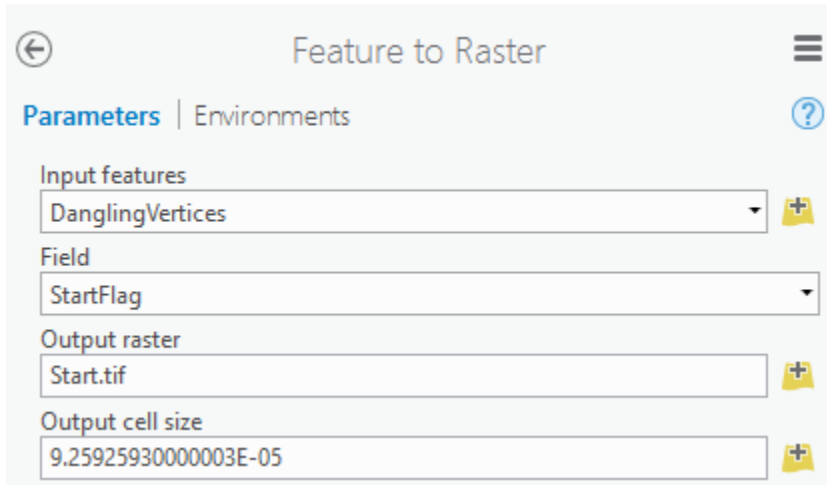 Feature to Raster
Parameters | Environments
?
Input features
DanglingVertices
Field
StartFlag
Output raster
Start.tif
Output cell size
9.25925930000003E-05